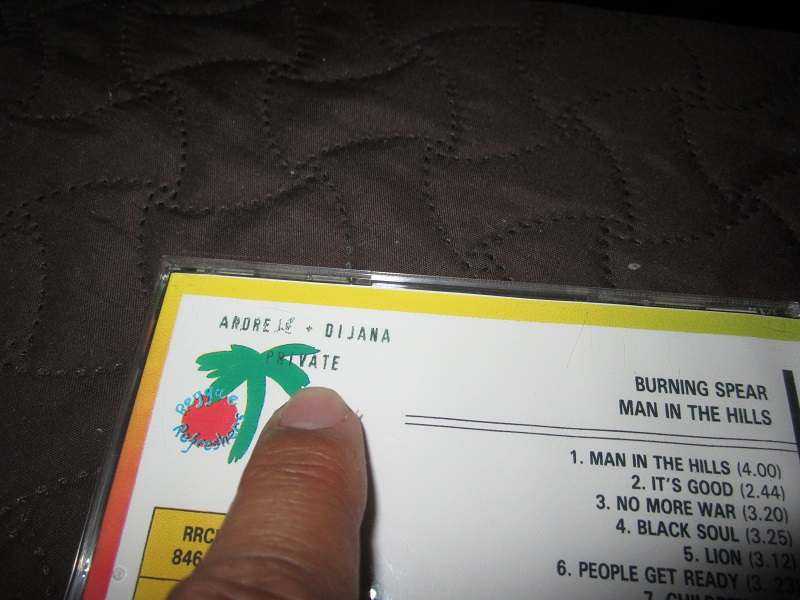 ANDRE LE + DIJANA
PRIVATE
Reggae
Refreshers
BURNING SPEAR
MAN IN THE HILLS
1. MAN IN THE HILLS (4.00)
2. IT'S GOOD (2.44)
3. NO MORE WAR (3.20)
4. BLACK SOUL (3.25)
5. LION (3.12)
6. PEOPLE GET READY
7.
RRC
846